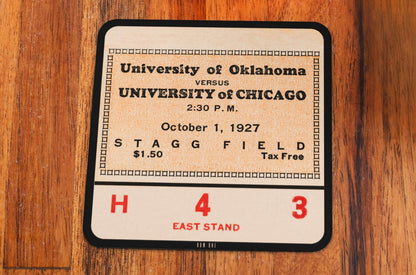 University of Oklahoma
VERSUS
UNIVERSITY of CHICAGO
2:30 P.M.
October 1, 1927
STAGG FIELD
$1.50 Tax Free
H 4 3
EAST STAND